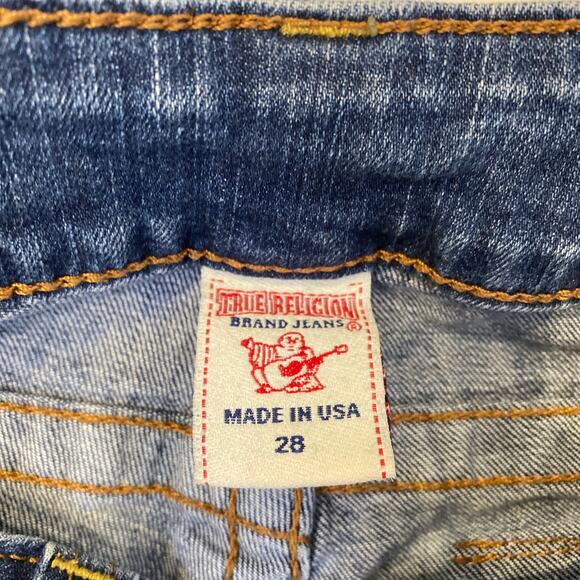 TRUE RELIGION
BRAND JEANS®
MADE IN USA
28